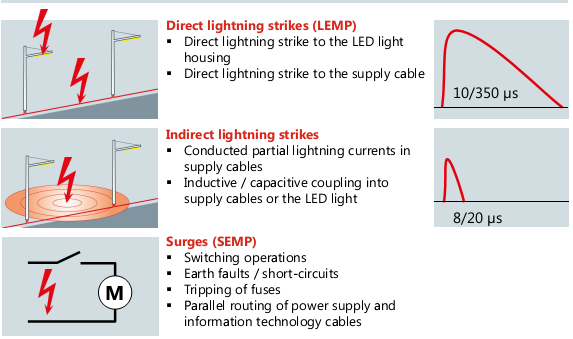 Direct lightning strikes (LEMP)
▪ Direct lightning strike to the LED light
housing
▪ Direct lightning strike to the supply cable
10/350 µs
Indirect lightning strikes
▪ Conducted partial lightning currents in
supply cables
▪ Inductive / capacitive coupling into
supply cables or the LED light
8/20 µs
Surges (SEMP)
▪ Switching operations
▪ Earth faults / short-circuits
▪ Tripping of fuses
▪ Parallel routing of power supply and
information technology cables
M